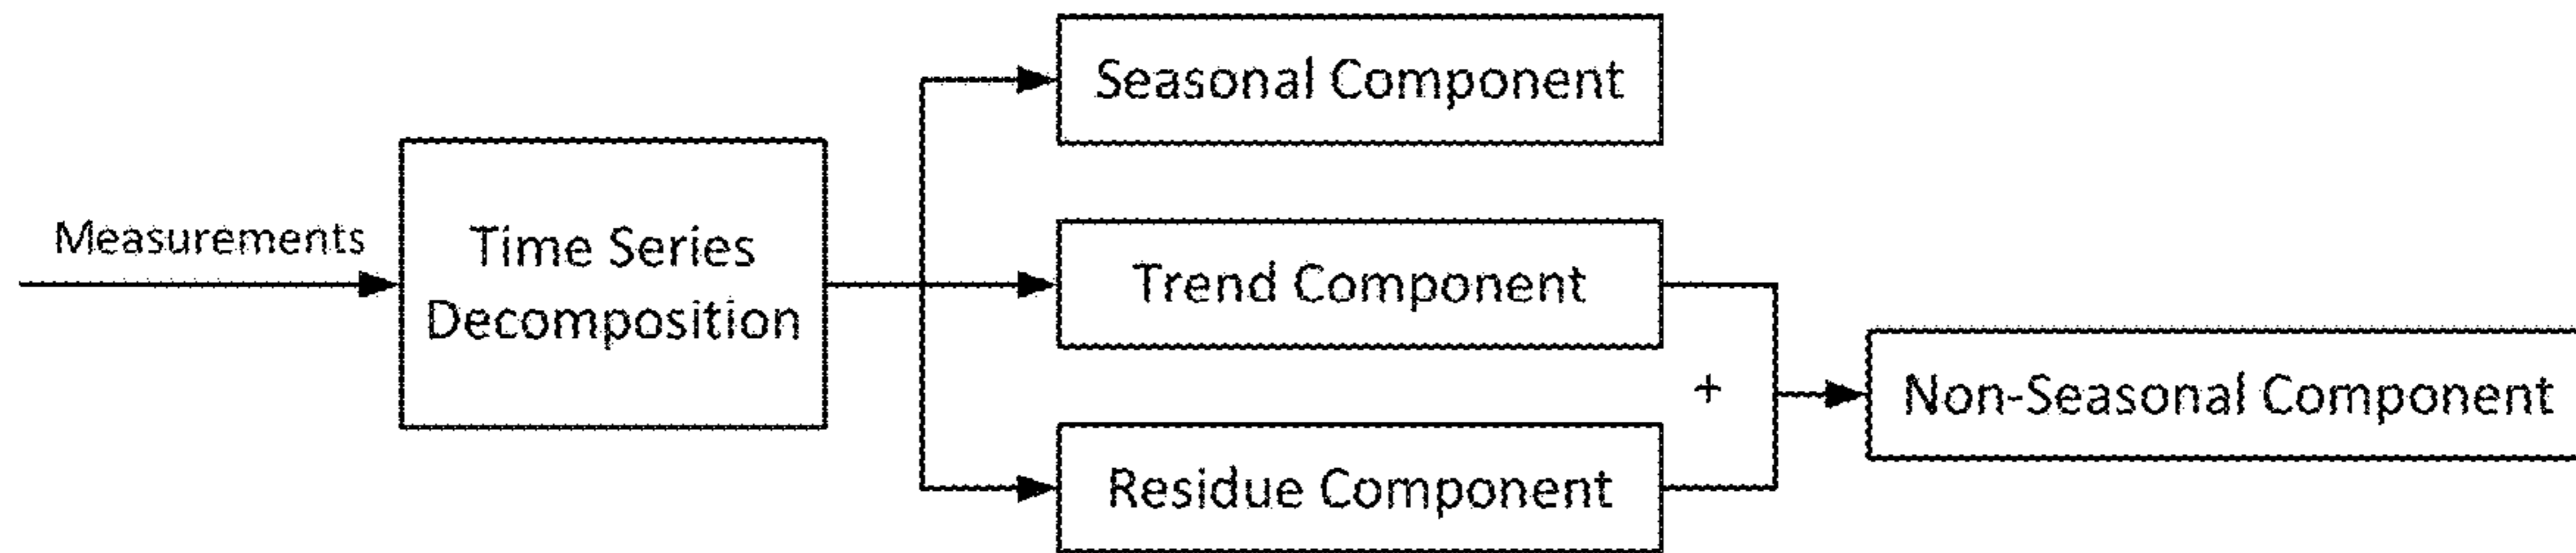 Seasonal Component
Measurements
Time Series
Decomposition
Trend Component
+
Non-Seasonal Component
Residue Component